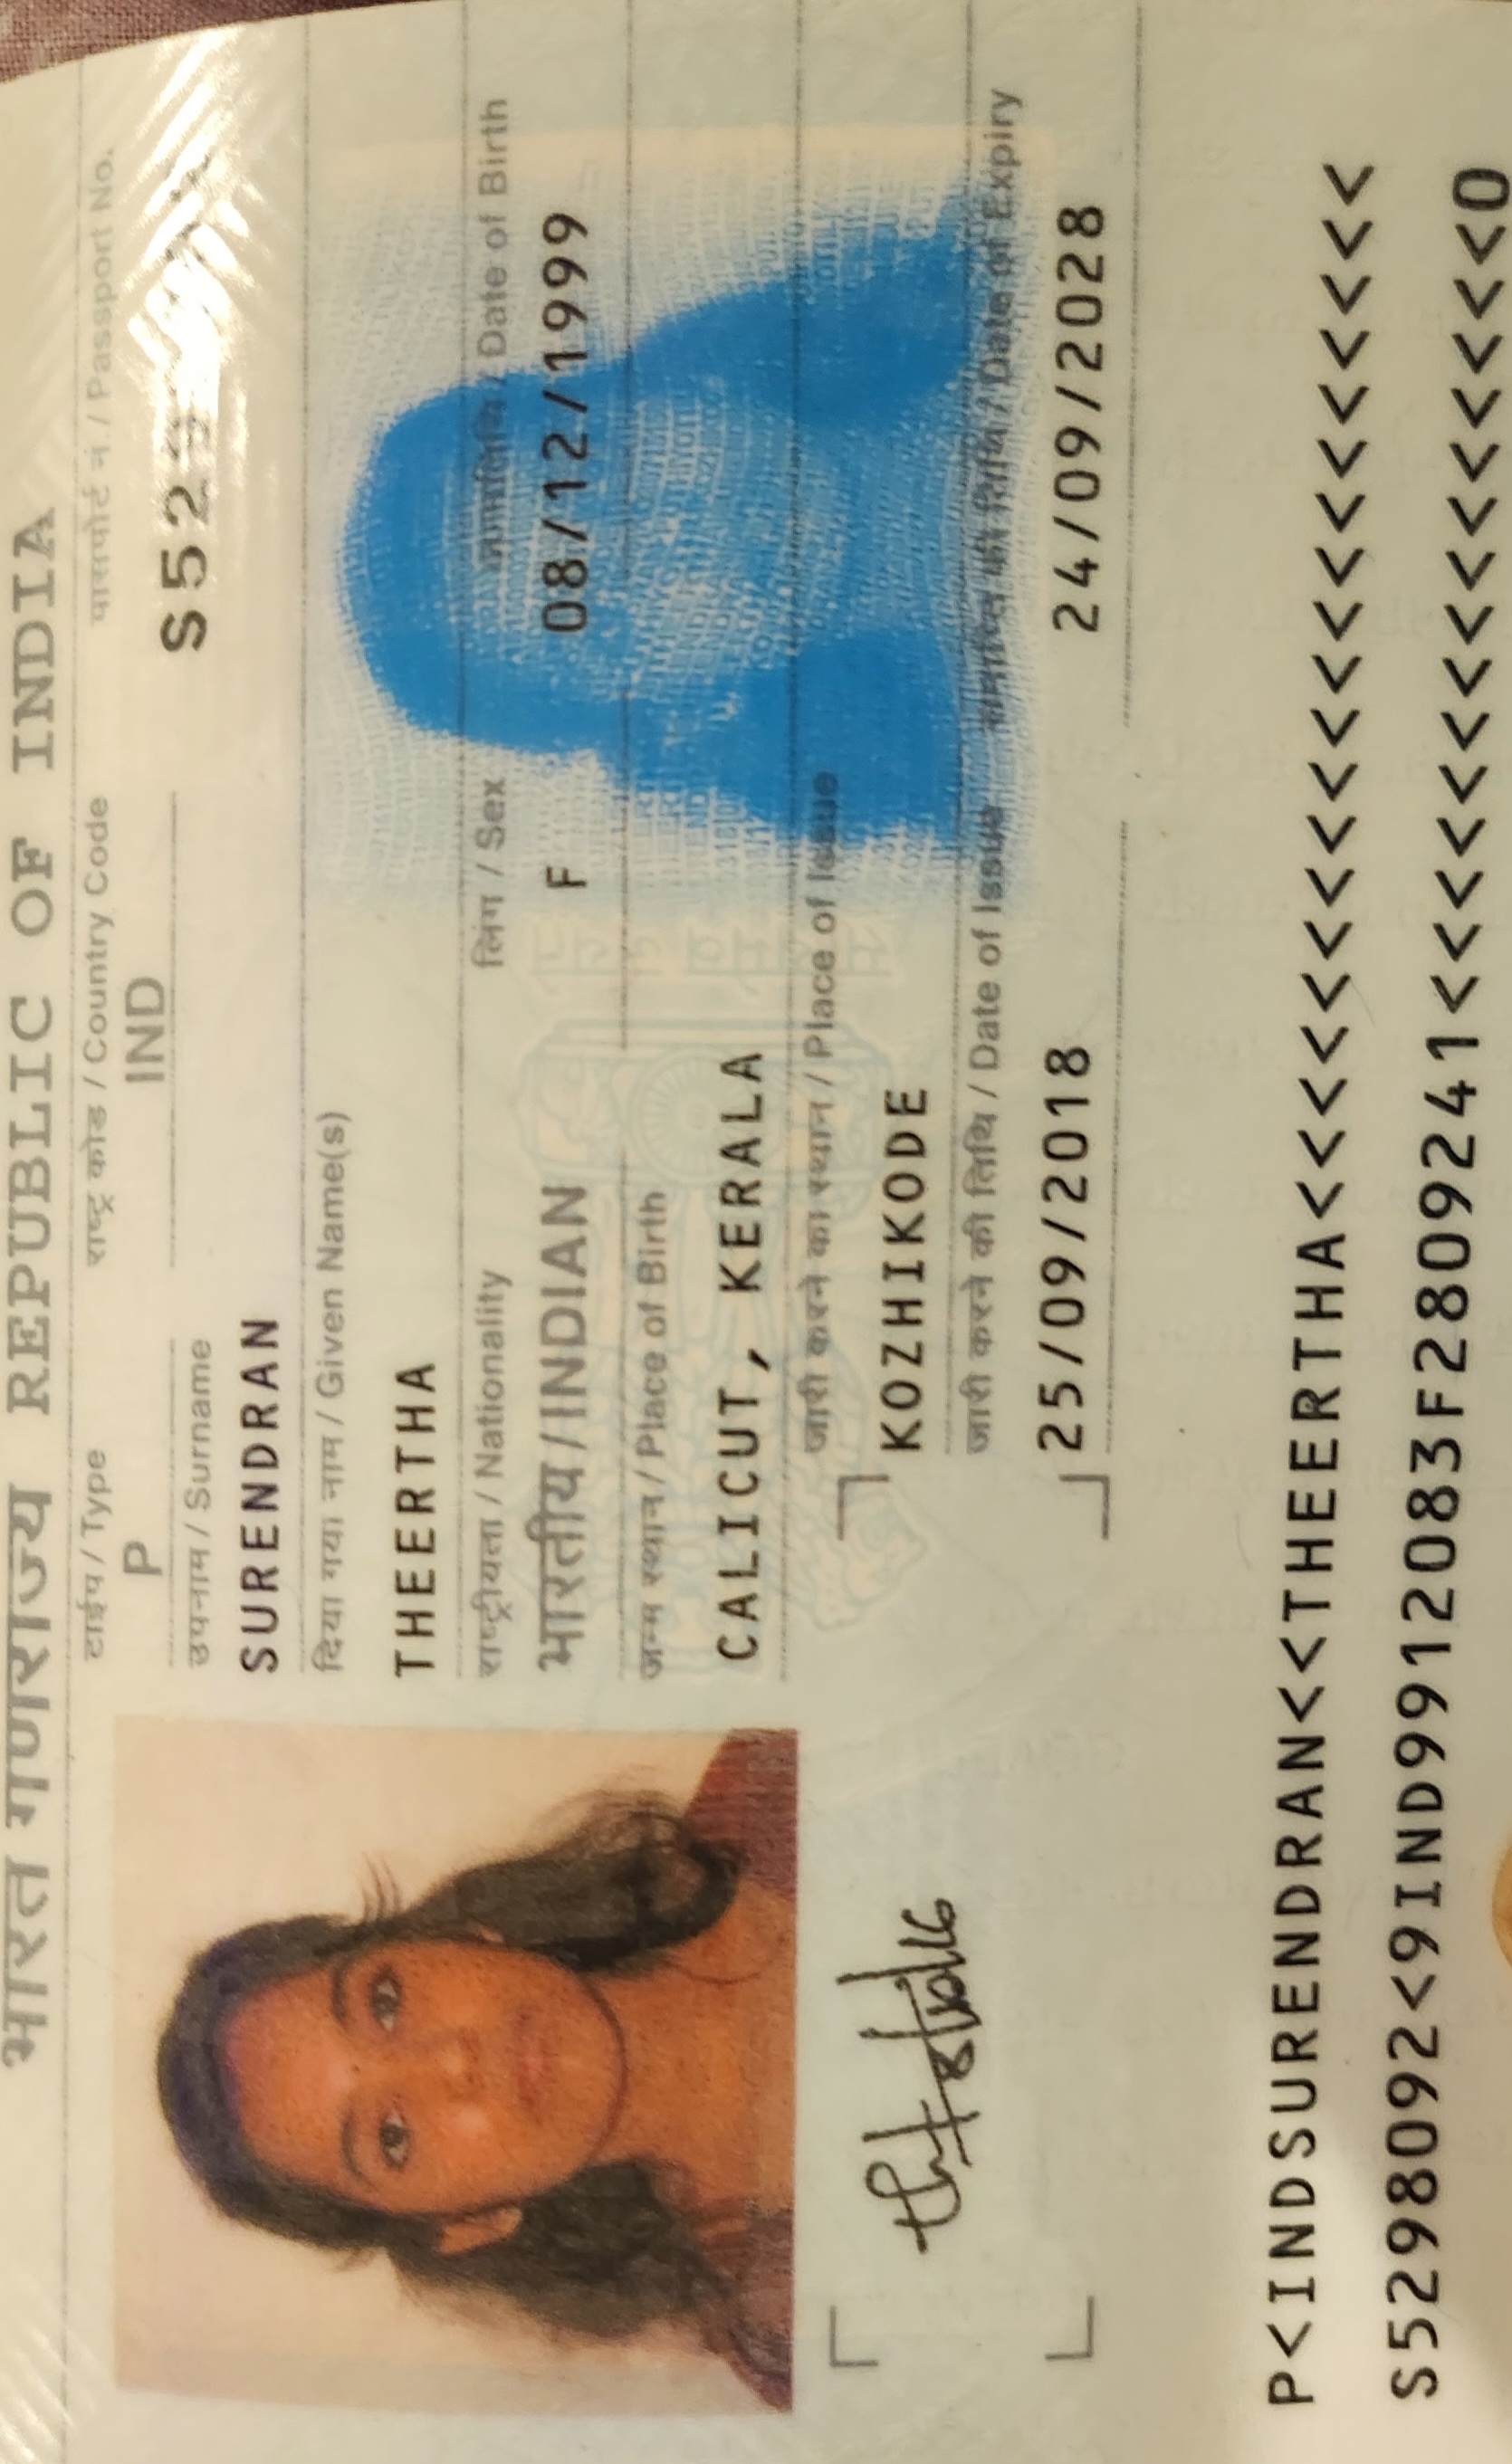 भारत गणराज्य REPUBLIC OF INDIA
टाईप / Type राष्ट्र कोड / Country Code पासपोर्ट नं. / Passport No.
P IND S52
उपनाम / Surname
SURENDRAN
दिया गया नाम / Given Name(s)
THEERTHA
राष्ट्रीयता / Nationality लिंग / Sex जन्मतिथि / Date of Birth
भारतीय / INDIAN F 08/12/1999
जन्म स्थान / Place of Birth
CALICUT, KERALA
जारी करने का स्थान / Place of Issue
KOZHIKODE
जारी करने की तिथि / Date of Issue समाप्ति की तिथि / Date of Expiry
25/09/2018 24/09/2028
P<INDSURENDRAN<<THEERTHA<<<<<<<<<<<<<<<<<<<<
S5298092<9IND9912083F2809241<<<<<<<<<<<<<<<0